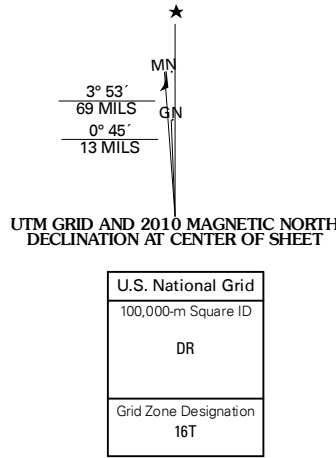 ★
MN
3° 53´
69 MILS
GN
0° 45´
13 MILS
UTM GRID AND 2010 MAGNETIC NORTH
DECLINATION AT CENTER OF SHEET
U.S. National Grid
100,000-m Square ID
DR
Grid Zone Designation
16T